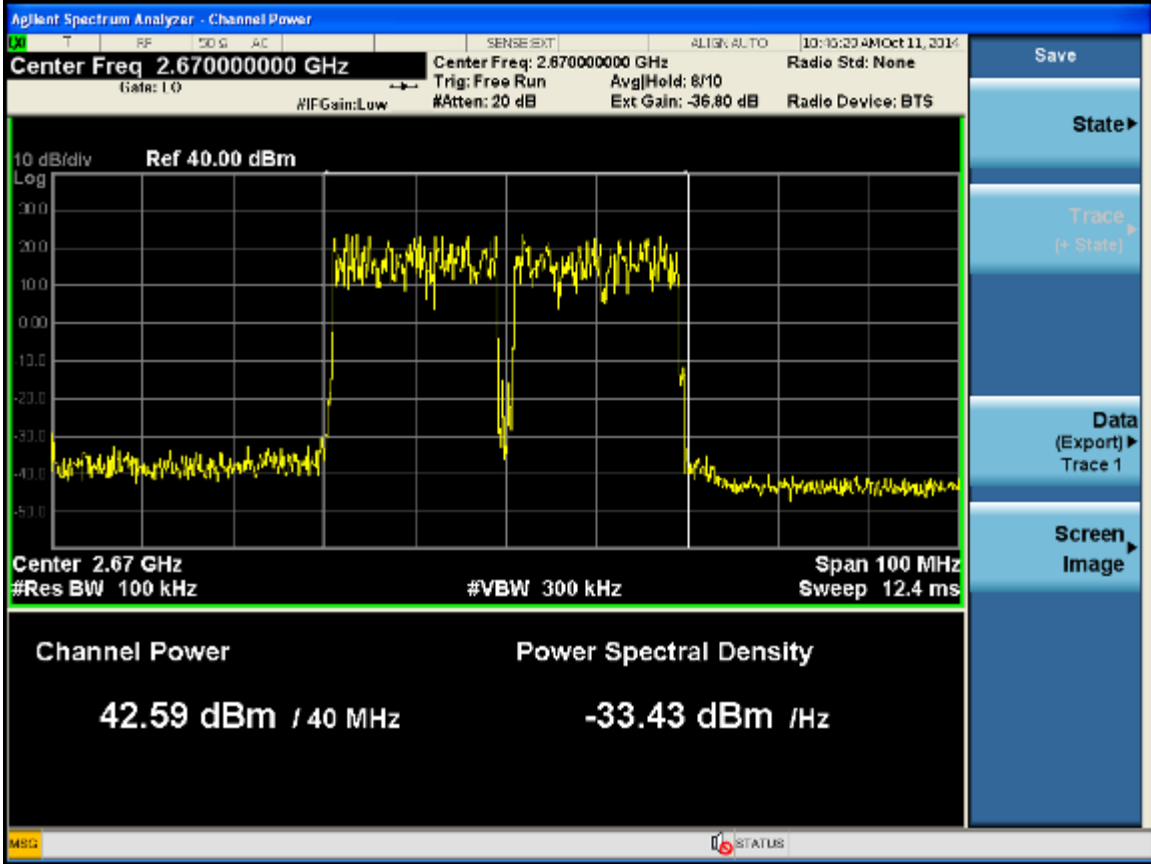 Agilent Spectrum Analyzer - Channel Power
LXI T RF 50 Ω AC SENSE:EXT ALIGN AUTO AM Oct 11, 2014
Center Freq 2.670000000 GHz
Gate: LO
#IFGain:Low
Center Freq: 2.670000000 GHz
Trig: Free Run Avg|Hold: 8/10
#Atten: 20 dB Ext Gain: -36.80 dB
Radio Std: None
Radio Device: BTS
10 dB/div Ref 40.00 dBm
Log
30.0
20.0
10.0
0.00
-10.0
-20.0
-30.0
-40.0
-50.0
Center 2.67 GHz Span 100 MHz
#Res BW 100 kHz #VBW 300 kHz Sweep 12.4 ms
Channel Power Power Spectral Density
42.59 dBm / 40 MHz -33.43 dBm /Hz
MSG STATUS
Save
State
Trace
(+ State)
Data
(Export)
Trace 1
Screen
Image